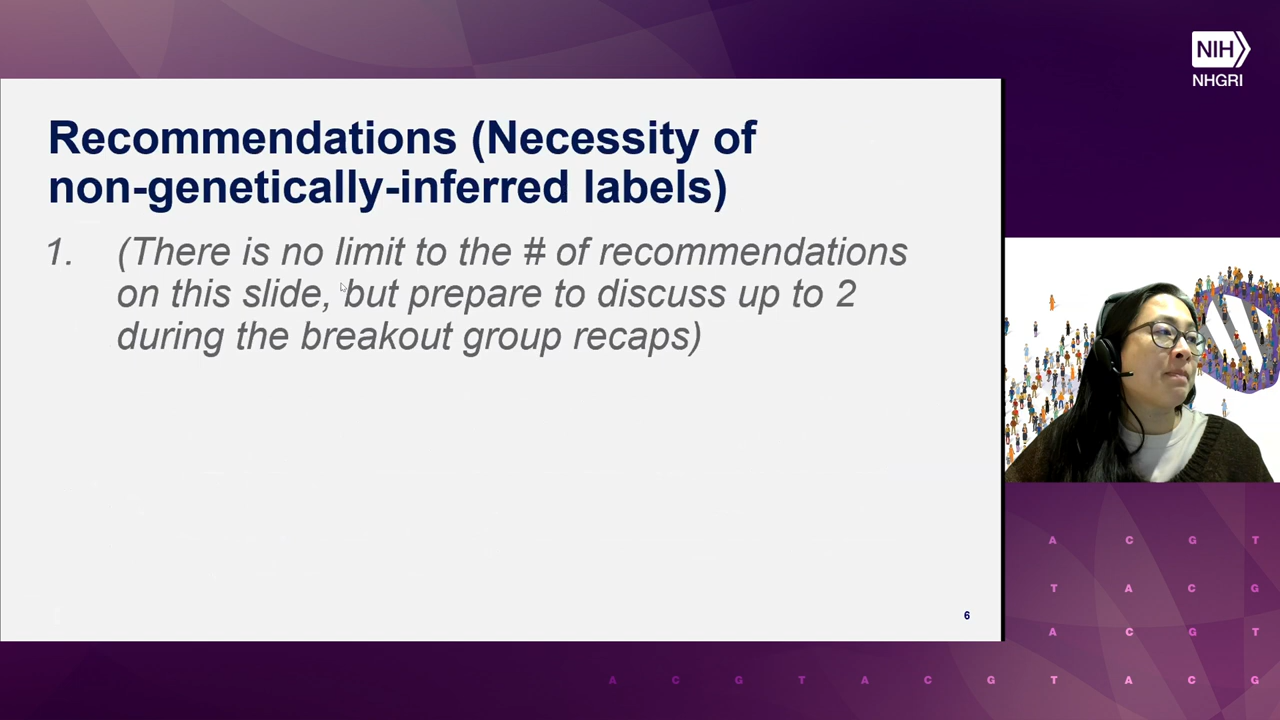 NIH
NHGRI
Recommendations (Necessity of
non-genetically-inferred labels)
1. (There is no limit to the # of recommendations
on this slide, but prepare to discuss up to 2
during the breakout group recaps)
6
A C G T
T A C G
A C G T
A C G T A C G T A C G